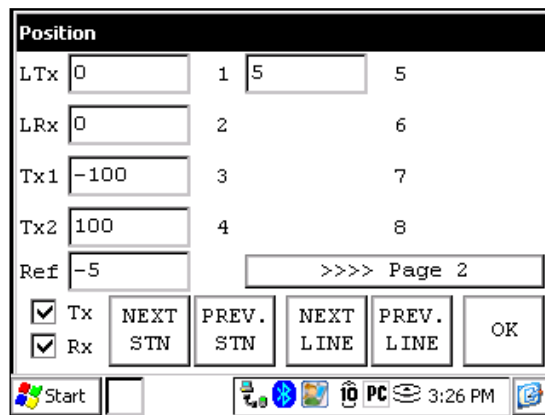 Position
LTx 0 1 5 5
LRx 0 2 6
Tx1 -100 3 7
Tx2 100 4 8
Ref -5 >>>> Page 2
Tx NEXT STN PREV. STN NEXT LINE PREV. LINE OK
Rx
Start PC 3:26 PM